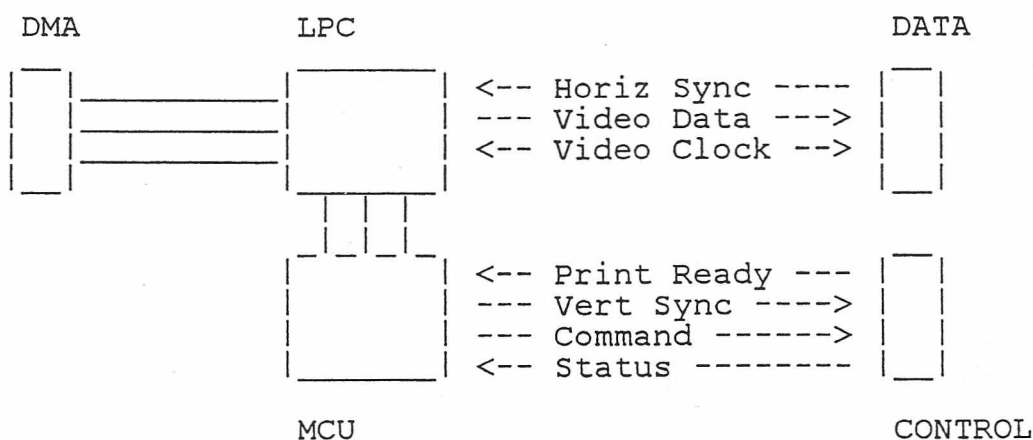 DMA LPC DATA
<-- Horiz Sync ----
--- Video Data --->
<-- Video Clock -->
<-- Print Ready ---
--- Vert Sync ---->
--- Command ------>
<-- Status --------
MCU CONTROL